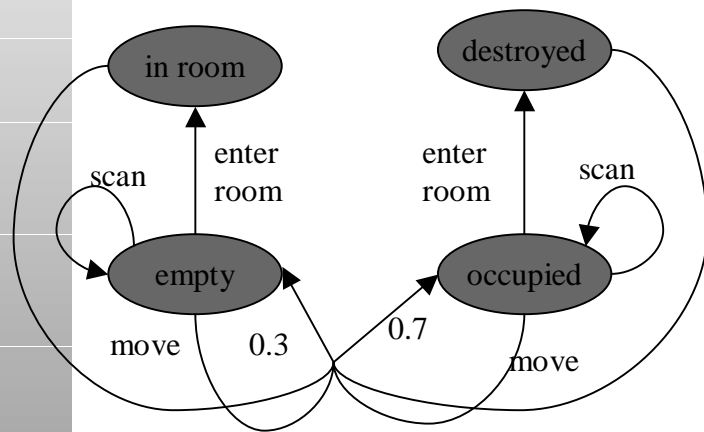 in room
destroyed
enter
room
enter
room
scan
scan
empty
occupied
move
0.3
0.7
move